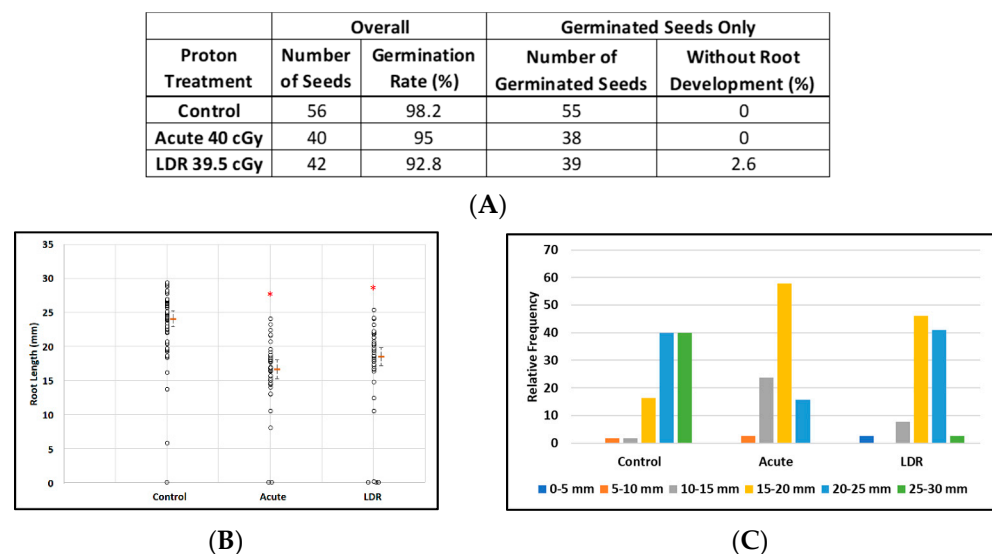 Overall Germinated Seeds Only
Proton Treatment Number of Seeds Germination Rate (%) Number of Germinated Seeds Without Root Development (%)
Control 56 98.2 55 0
Acute 40 cGy 40 95 38 0
LDR 39.5 cGy 42 92.8 39 2.6
(A)
Root Length (mm)
35
30
25
20
15
10
5
0
Control Acute LDR
* *
(B)
Relative Frequency
70
60
50
40
30
20
10
0
Control Acute LDR
0-5 mm 5-10 mm 10-15 mm 15-20 mm 20-25 mm 25-30 mm
(C)